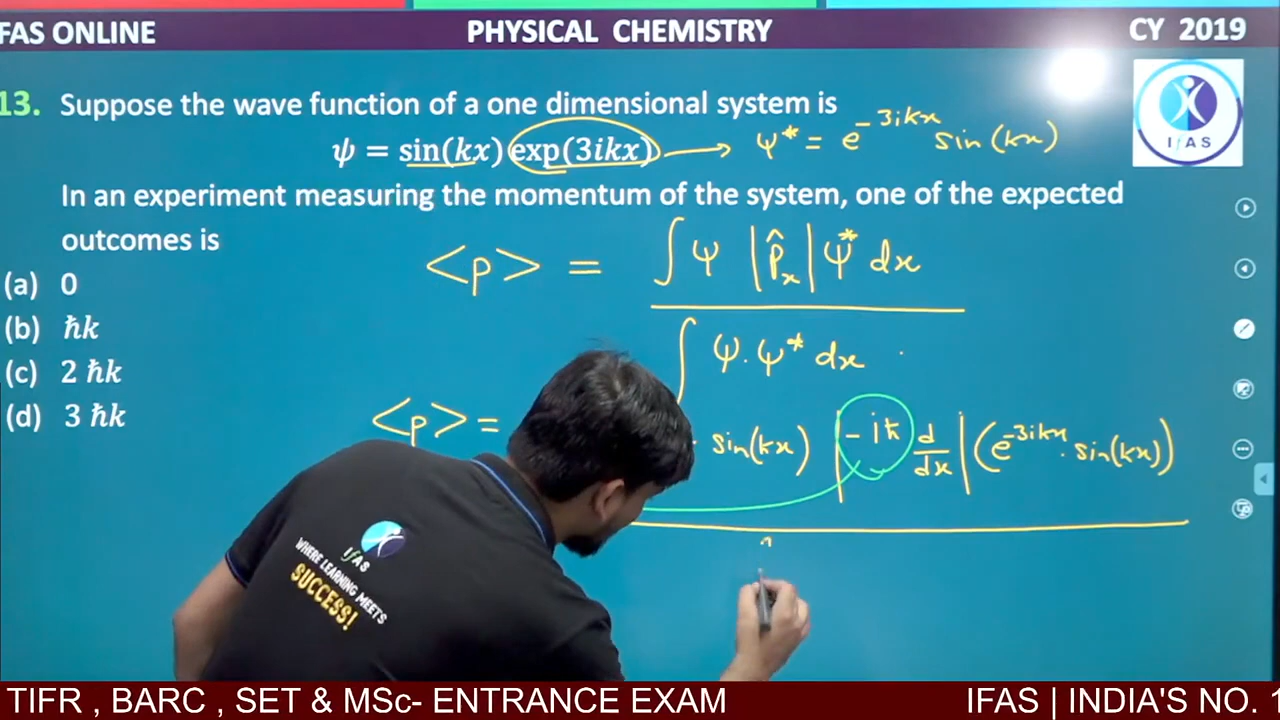 FAS ONLINE
PHYSICAL CHEMISTRY
CY 2019
13. Suppose the wave function of a one dimensional system is
ψ = sin(kx) exp(3ikx) → ψ* = e^{-3ikx} sin(kx)
IfAS
In an experiment measuring the momentum of the system, one of the expected
outcomes is
<p> = ∫ψ |p̂ₓ| ψ* dx
∫ψ.ψ* dx
(a) 0
(b) ħk
(c) 2 ħk
(d) 3 ħk
<p> = sin(kx) |-iħ d/dx| (e^{-3ikx}. sin(kx))
IfAS
WHERE LEARNING MEETS
SUCCESS!
TIFR , BARC , SET & MSc- ENTRANCE EXAM
IFAS | INDIA'S NO. 1